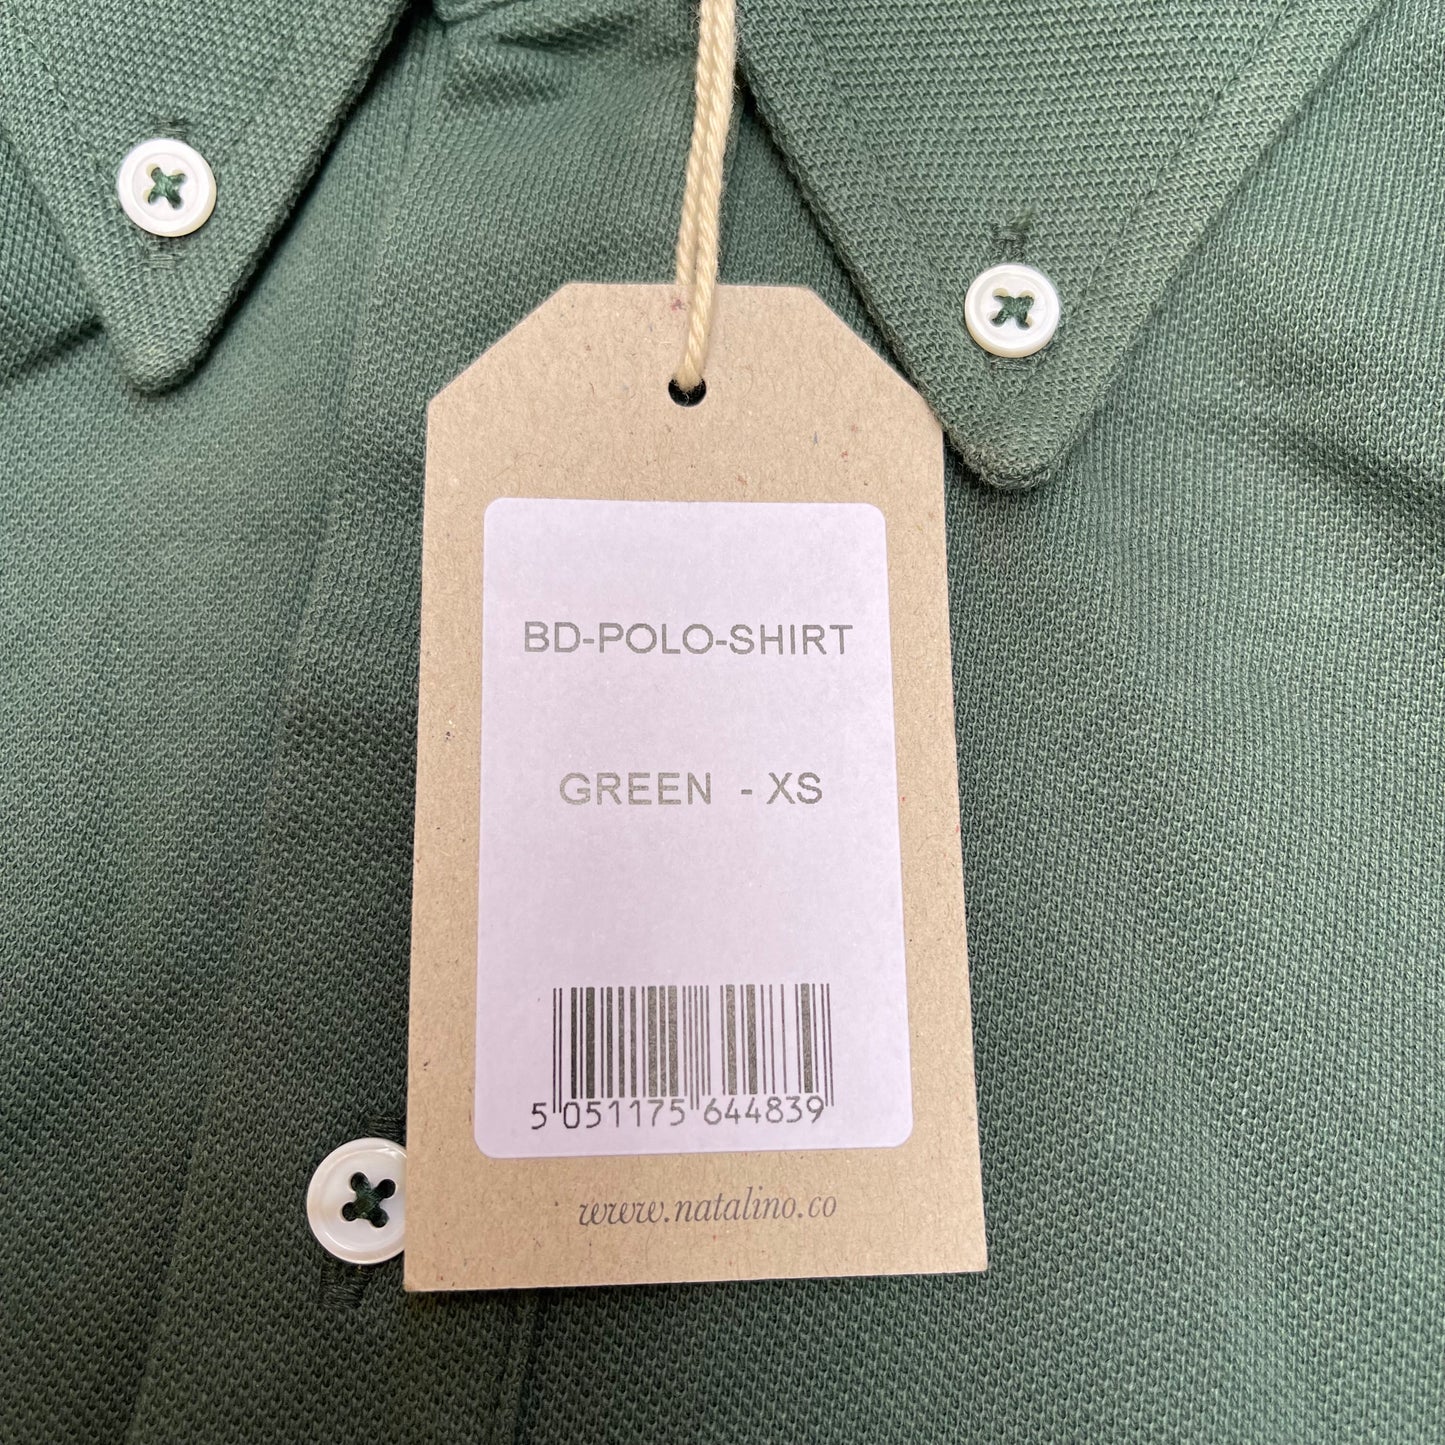 BD-POLO-SHIRT
GREEN - XS
5 051175 644839
www.natalino.co